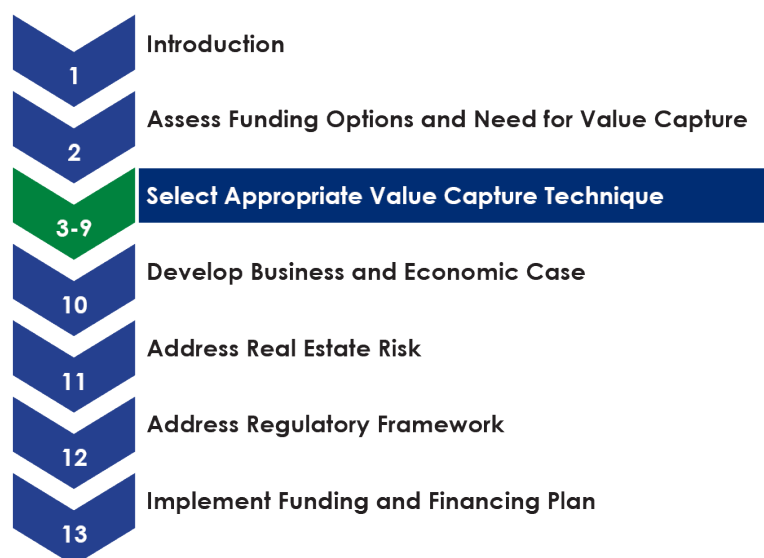 Introduction
1
Assess Funding Options and Need for Value Capture
2
Select Appropriate Value Capture Technique
3-9
Develop Business and Economic Case
10
Address Real Estate Risk
11
Address Regulatory Framework
12
Implement Funding and Financing Plan
13